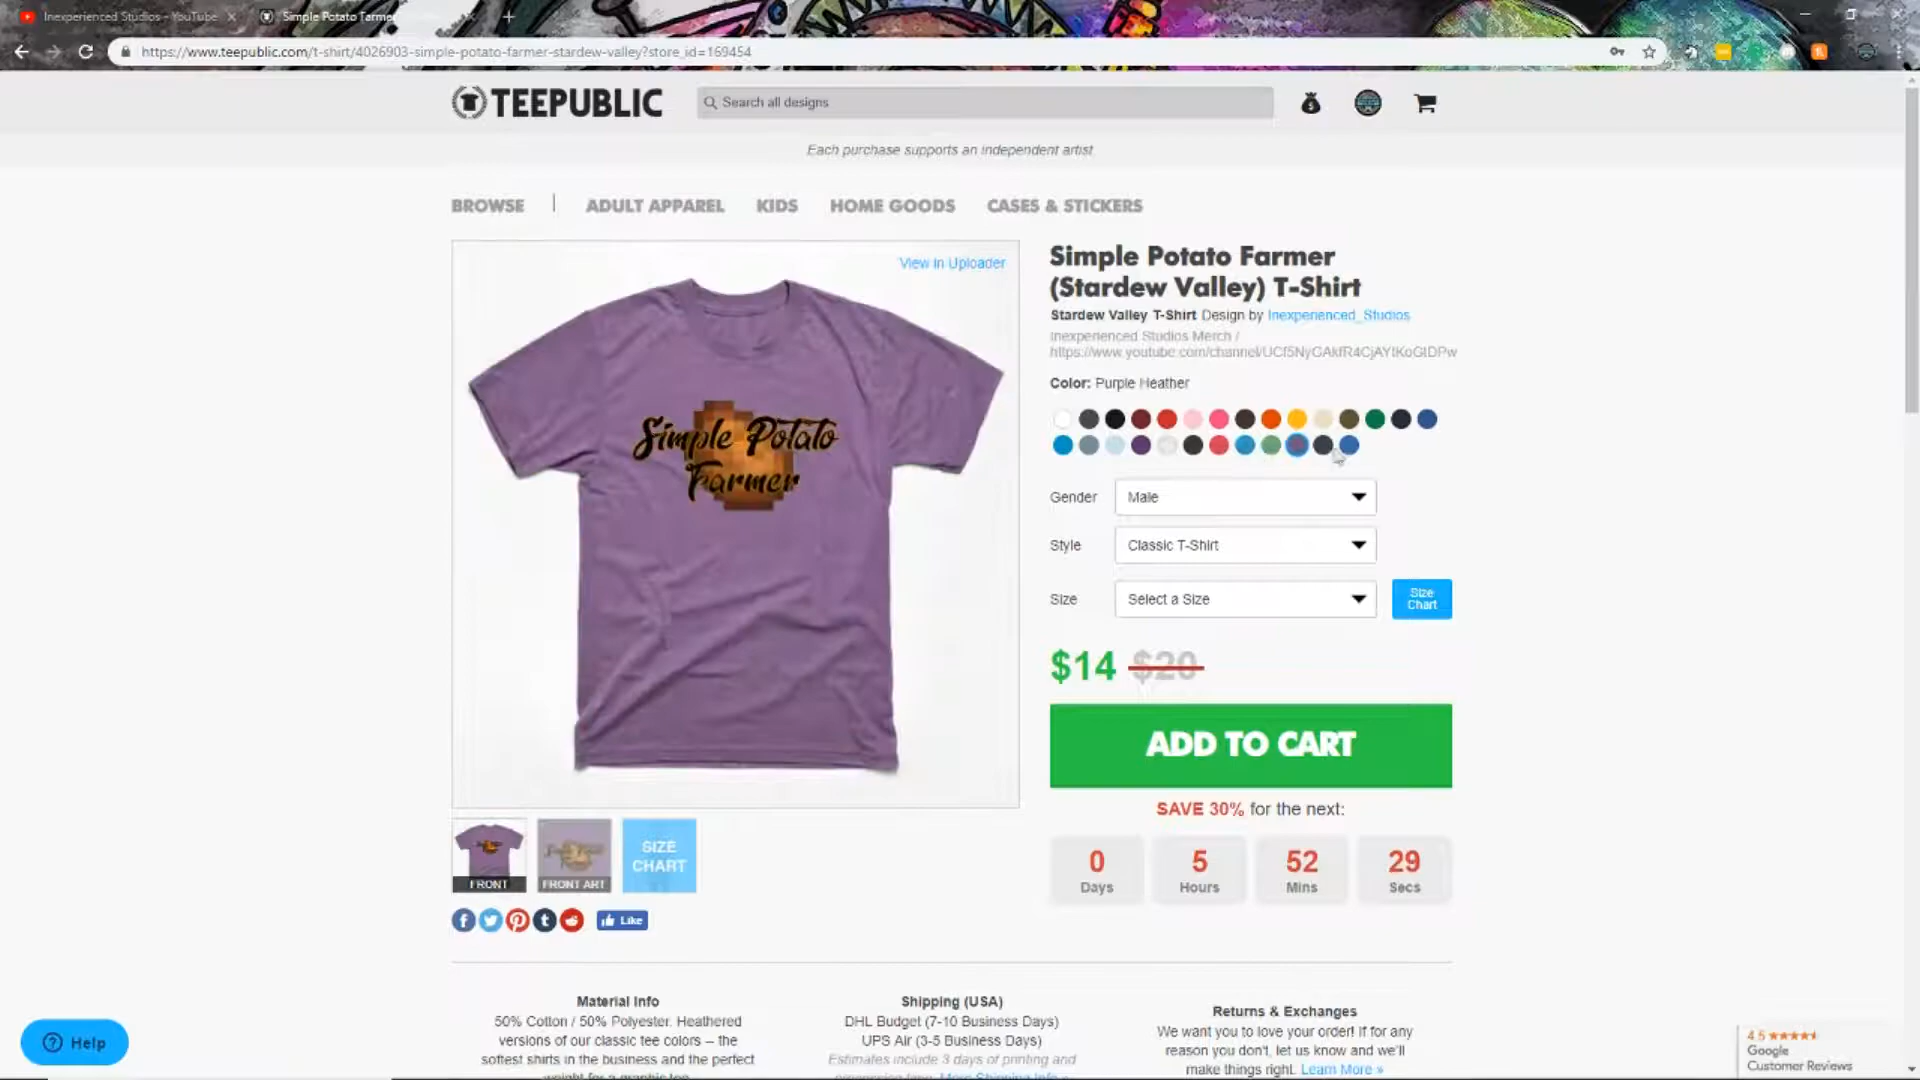 Inexperienced Studios - YouTube
Simple Potato Farmer
https://www.teepublic.com/t-shirt/4026903-simple-potato-farmer-stardew-valley?store_id=169454
TEEPUBLIC
Search all designs
Each purchase supports an independent artist
BROWSE | ADULT APPAREL KIDS HOME GOODS CASES & STICKERS
View in Uploader
Simple Potato
Farmer
Simple Potato Farmer
(Stardew Valley) T-Shirt
Stardew Valley T-Shirt Design by Inexperienced_Studios
Inexperienced Studios Merch /
Color: Purple Heather
Gender Male
Style Classic T-Shirt
Size Select a Size
Size
Chart
$14 $20
ADD TO CART
SAVE 30% for the next:
0 5 52 29
Days Hours Mins Secs
FRONT
FRONT ART
SIZE
CHART
Like
Material Info
50% Cotton / 50% Polyester. Heathered
versions of our classic tee colors – the
softest shirts in the business and the perfect
Shipping (USA)
DHL Budget (7-10 Business Days)
UPS Air (3-5 Business Days)
Estimates include 3 days of printing and
More Shipping Info »
Returns & Exchanges
We want you to love your order! If for any
reason you don't, let us know and we'll
make things right. Learn More »
Help
4.5
Google
Customer Reviews